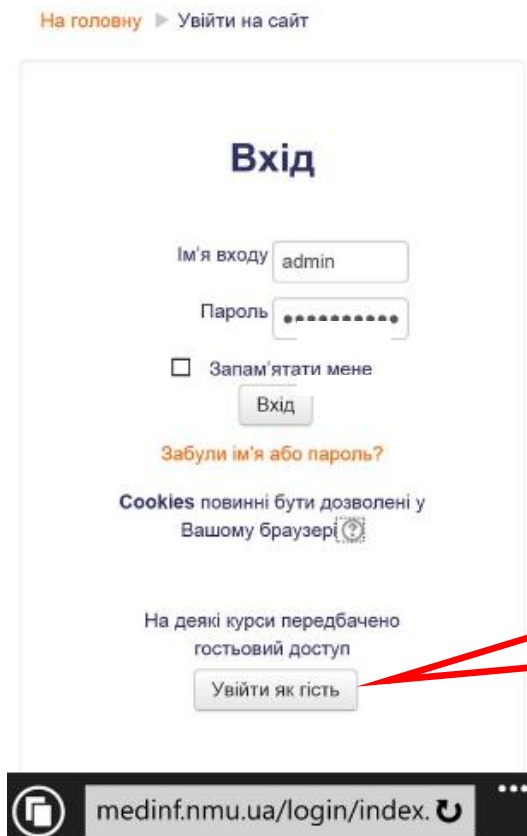 На головну ▶ Увійти на сайт
Вхід
Ім'я входу admin
Пароль ●●●●●●●●●●
Запам'ятати мене
Вхід
Забули ім'я або пароль?
Cookies повинні бути дозволені у
Вашому браузері ?
На деякі курси передбачено
гостьовий доступ
Увійти як гість
medinf.nmu.ua/login/index.